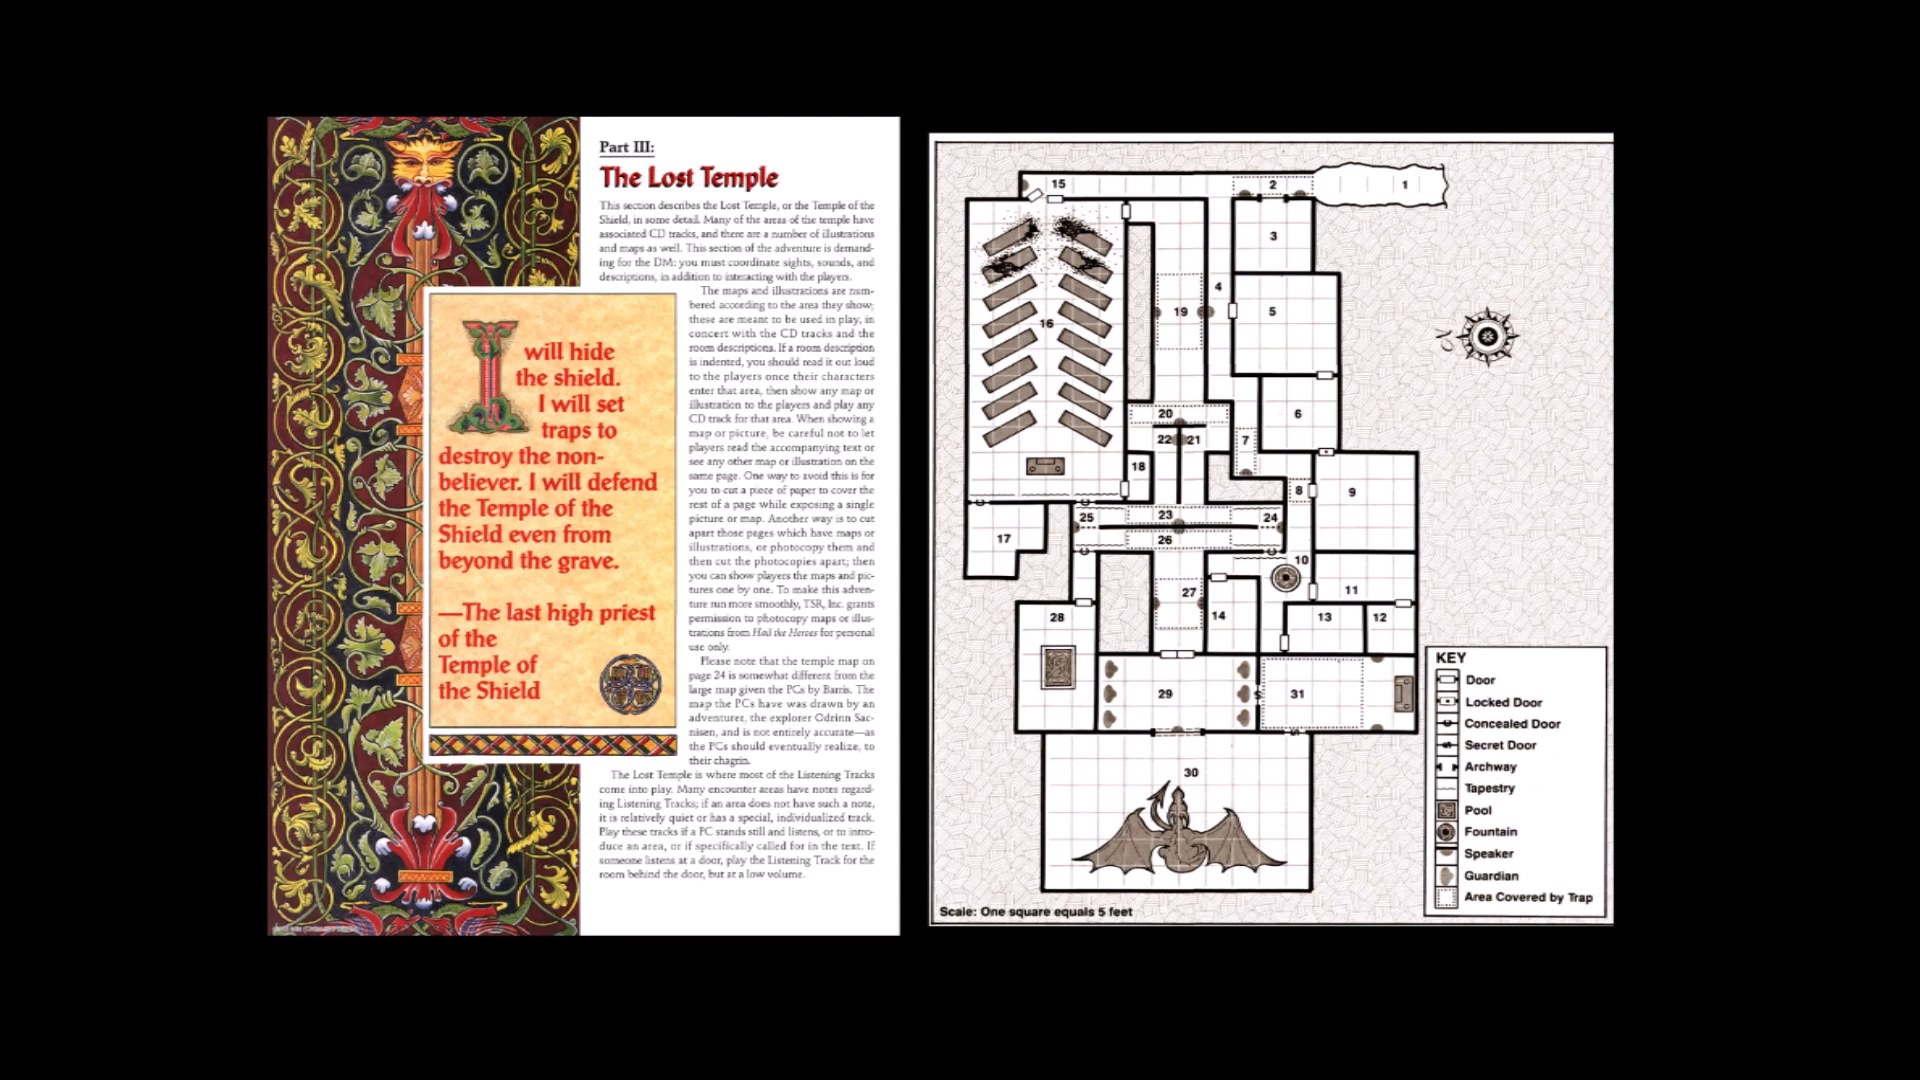 Part III:
The Lost Temple
This section describes the Lost Temple, or the Temple of the
Shield, in some detail. Many of the areas of the temple have
associated CD tracks, and there are a number of illustrations
and maps as well. This section of the adventure is demand-
ing for the DM: you must coordinate sights, sounds, and
descriptions, in addition to interacting with the players.
The maps and illustrations are num-
bered according to the area they show;
these are meant to be used in play, in
concert with the CD tracks and the
room descriptions. If a room description
is indented, you should read it out loud
to the players once their characters
enter that area, then show any map or
illustration to the players and play any
CD track for that area. When showing a
map or picture, be careful not to let
players read the accompanying text or
see any other map or illustration on the
same page. One way to avoid this is for
you to cut a piece of paper to cover the
rest of a page while exposing a single
picture or map. Another way is to cut
apart those pages which have maps or
illustrations, or photocopy them and
then cut the photocopies apart; then
you can show players the maps and pic-
tures one by one. To make this adven-
ture run more smoothly, TSR, Inc. grants
permission to photocopy maps or illus-
trations from Hail the Heroes for personal
use only.
Please note that the temple map on
page 24 is somewhat different from the
large map given the PCs by Barris. The
map the PCs have was drawn by an
adventurer, the explorer Odrinn Sac-
nisen, and is not entirely accurate—as
the PCs should eventually realize, to
their chagrin.
The Lost Temple is where most of the Listening Tracks
come into play. Many encounter areas have notes regard-
ing Listening Tracks; if an area does not have such a note,
it is relatively quiet or has a special, individualized track.
Play these tracks if a PC stands still and listens, or to intro-
duce an area, or if specifically called for in the text. If
someone listens at a door, play the Listening Track for the
room behind the door, but at a low volume.
I will hide
the shield.
I will set
traps to
destroy the non-
believer. I will defend
the Temple of the
Shield even from
beyond the grave.
—The last high priest
of the
Temple of
the Shield
15
2
1
3
4
19
5
16
20
6
22
21
7
18
8
9
25
23
24
17
26
10
27
11
28
14
13
12
29
31
30
N
KEY
Door
Locked Door
Concealed Door
Secret Door
Archway
Tapestry
Pool
Fountain
Speaker
Guardian
Area Covered by Trap
Scale: One square equals 5 feet